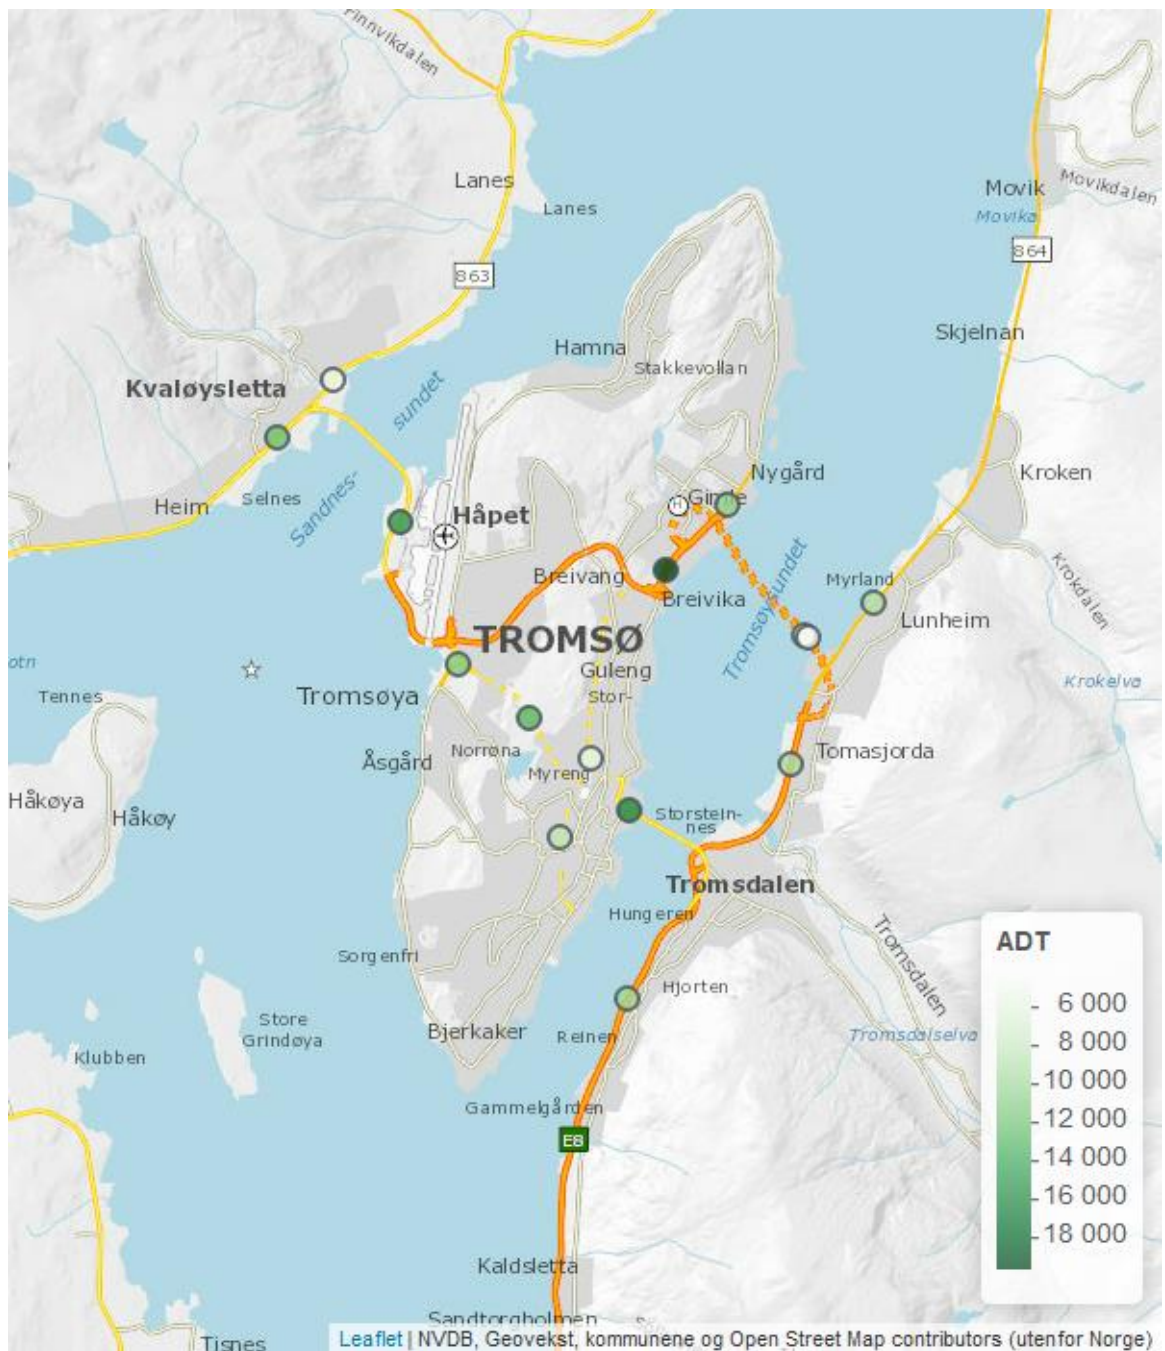 Finnvikdalen
Lanes
Lanes
Movik
Movikdalen
Movika
863
864
Skjelnan
Hamna
Stakkevollan
Kvaløysletta
sundet
Sandnes-
Nygård
Kroken
Heim
Selnes
Håpet
H
Breivang
Breivika
Tromsøysundet
Myrland
Krokdalen
Lunheim
TROMSØ
otn
Guleng
Stor-
Krokelva
Tennes
Tromsøya
Norrøna
Tomasjorda
Åsgård
Myreng
Håkøya
Håkøy
Storstein-
nes
Tromsdalen
Hungeren
Tromsdalen
ADT
Sorgenfri
Hjorten
6 000
Store
Grindøya
Bjerkaker
Reinen
Tromsdalselva
8 000
Klubben
10 000
Gammelgården
12 000
E8
14 000
16 000
18 000
Kaldsletta
Sandtorgholmen
Tisnes
Leaflet | NVDB, Geovekst, kommunene og Open Street Map contributors (utenfor Norge)